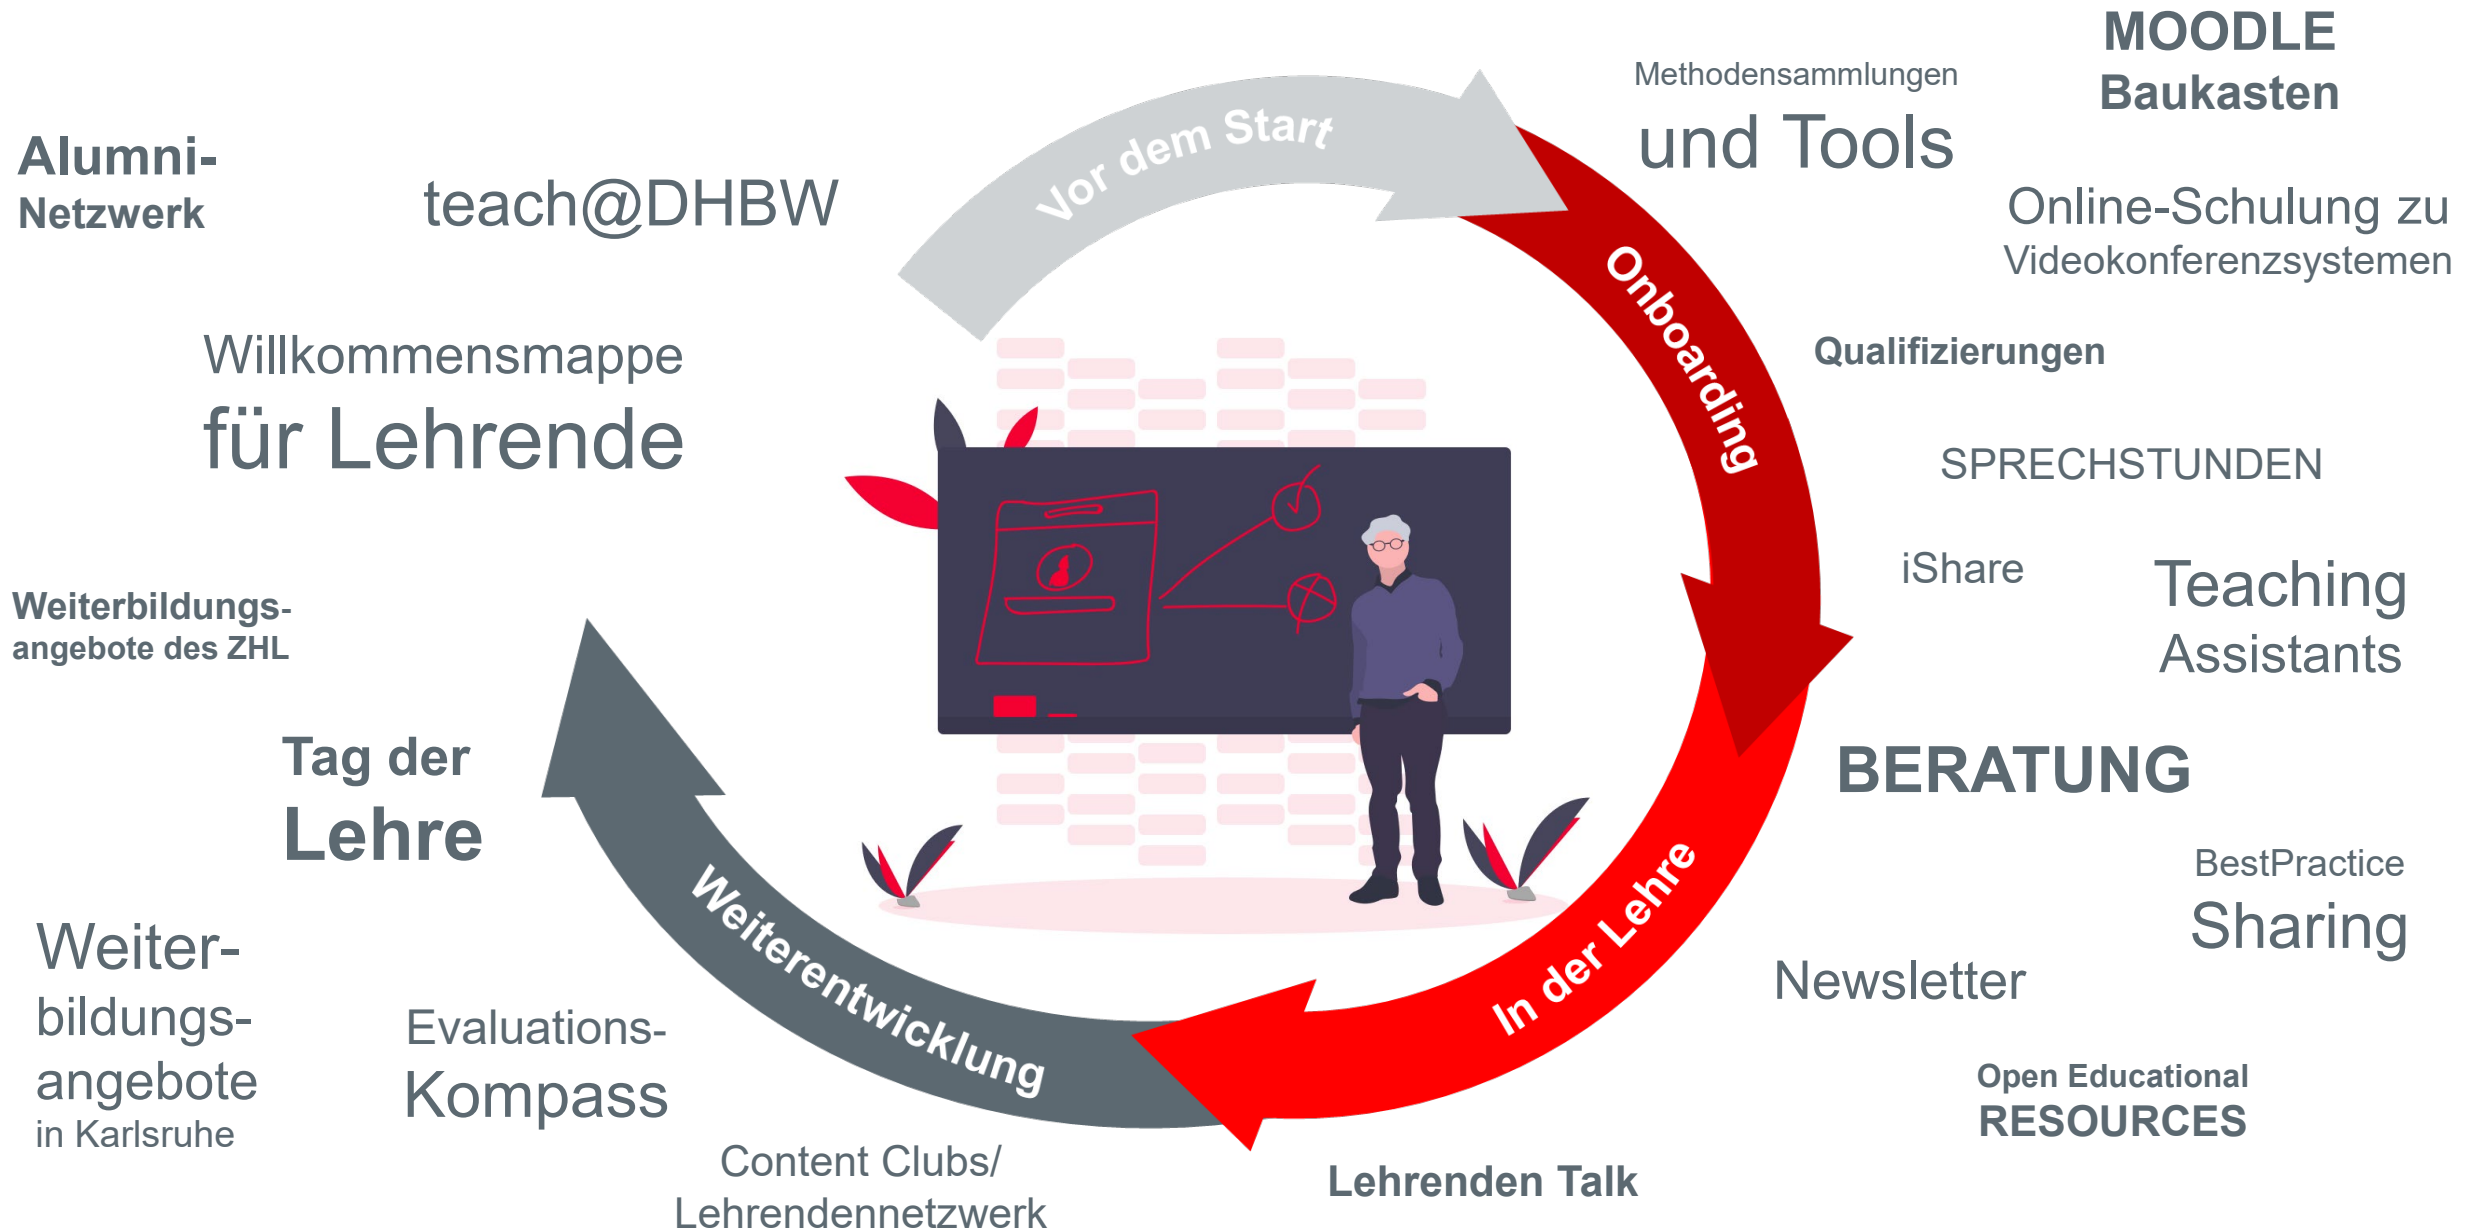 Vor dem Start
Onboarding
In der Lehre
Weiterentwicklung
Alumni-
Netzwerk
teach@DHBW
Willkommensmappe
für Lehrende
Methodensammlungen
und Tools
MOODLE
Baukasten
Online-Schulung zu
Videokonferenzsystemen
Qualifizierungen
SPRECHSTUNDEN
iShare
Teaching
Assistants
BERATUNG
BestPractice
Sharing
Newsletter
Open Educational
RESOURCES
Lehrenden Talk
Content Clubs/
Lehrendennetzwerk
Evaluations-
Kompass
Weiter-
bildungs-
angebote
in Karlsruhe
Tag der
Lehre
Weiterbildungs-
angebote des ZHL